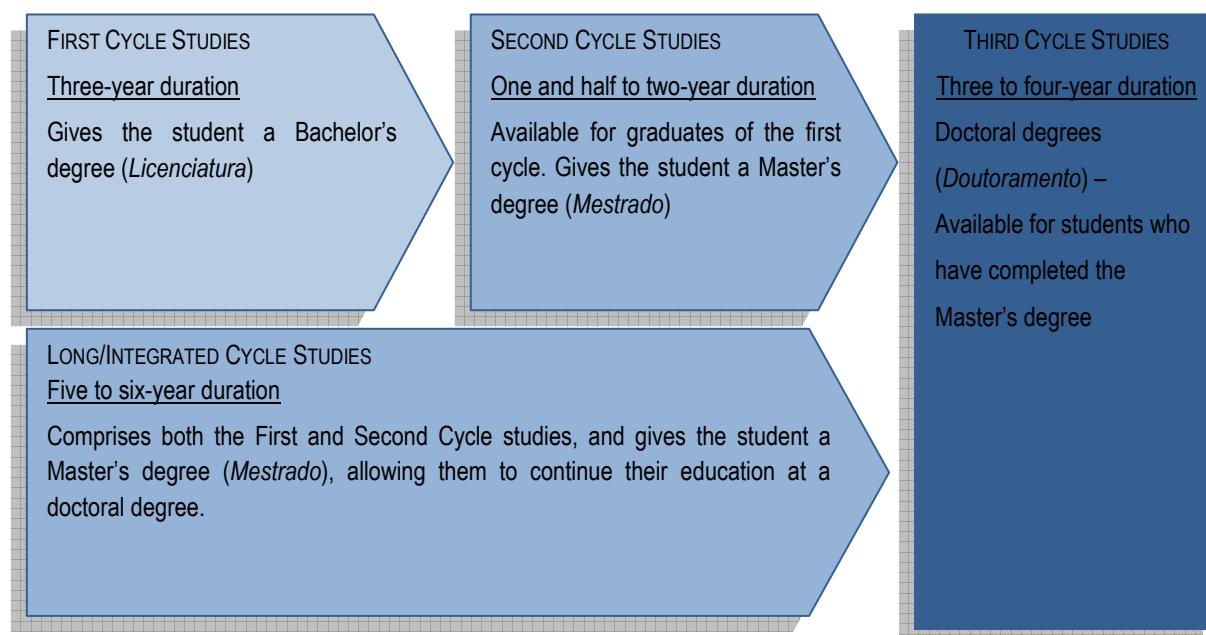 FIRST CYCLE STUDIES
Three-year duration
Gives the student a Bachelor's
degree (Licenciatura)
SECOND CYCLE STUDIES
One and half to two-year duration
Available for graduates of the first
cycle. Gives the student a Master's
degree (Mestrado)
THIRD CYCLE STUDIES
Three to four-year duration
Doctoral degrees
(Doutoramento) –
Available for students who
have completed the
Master's degree
LONG/INTEGRATED CYCLE STUDIES
Five to six-year duration
Comprises both the First and Second Cycle studies, and gives the student a
Master's degree (Mestrado), allowing them to continue their education at a
doctoral degree.